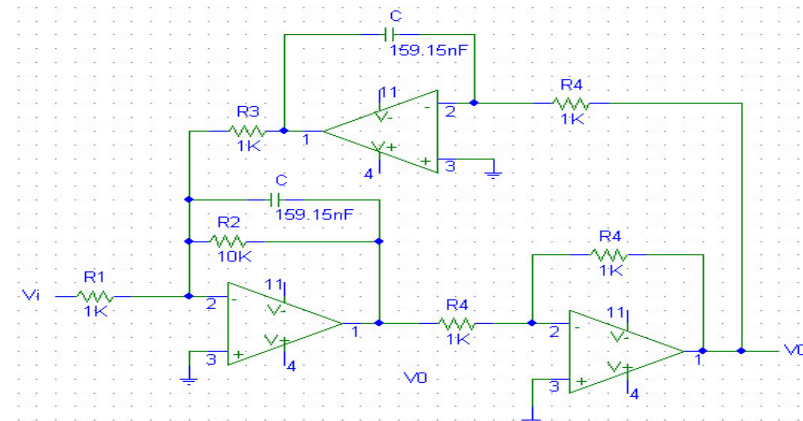 C
159.15nF
11
V-
2
R4
1K
R3
1K
1
V+
+
3
4
C
159.15nF
R2
10K
R1
Vi
1K
11
2
V-
1
3
+
V+
4
R4
1K
V0
R4
1K
11
2
V-
V0
1
3
+
V+
4